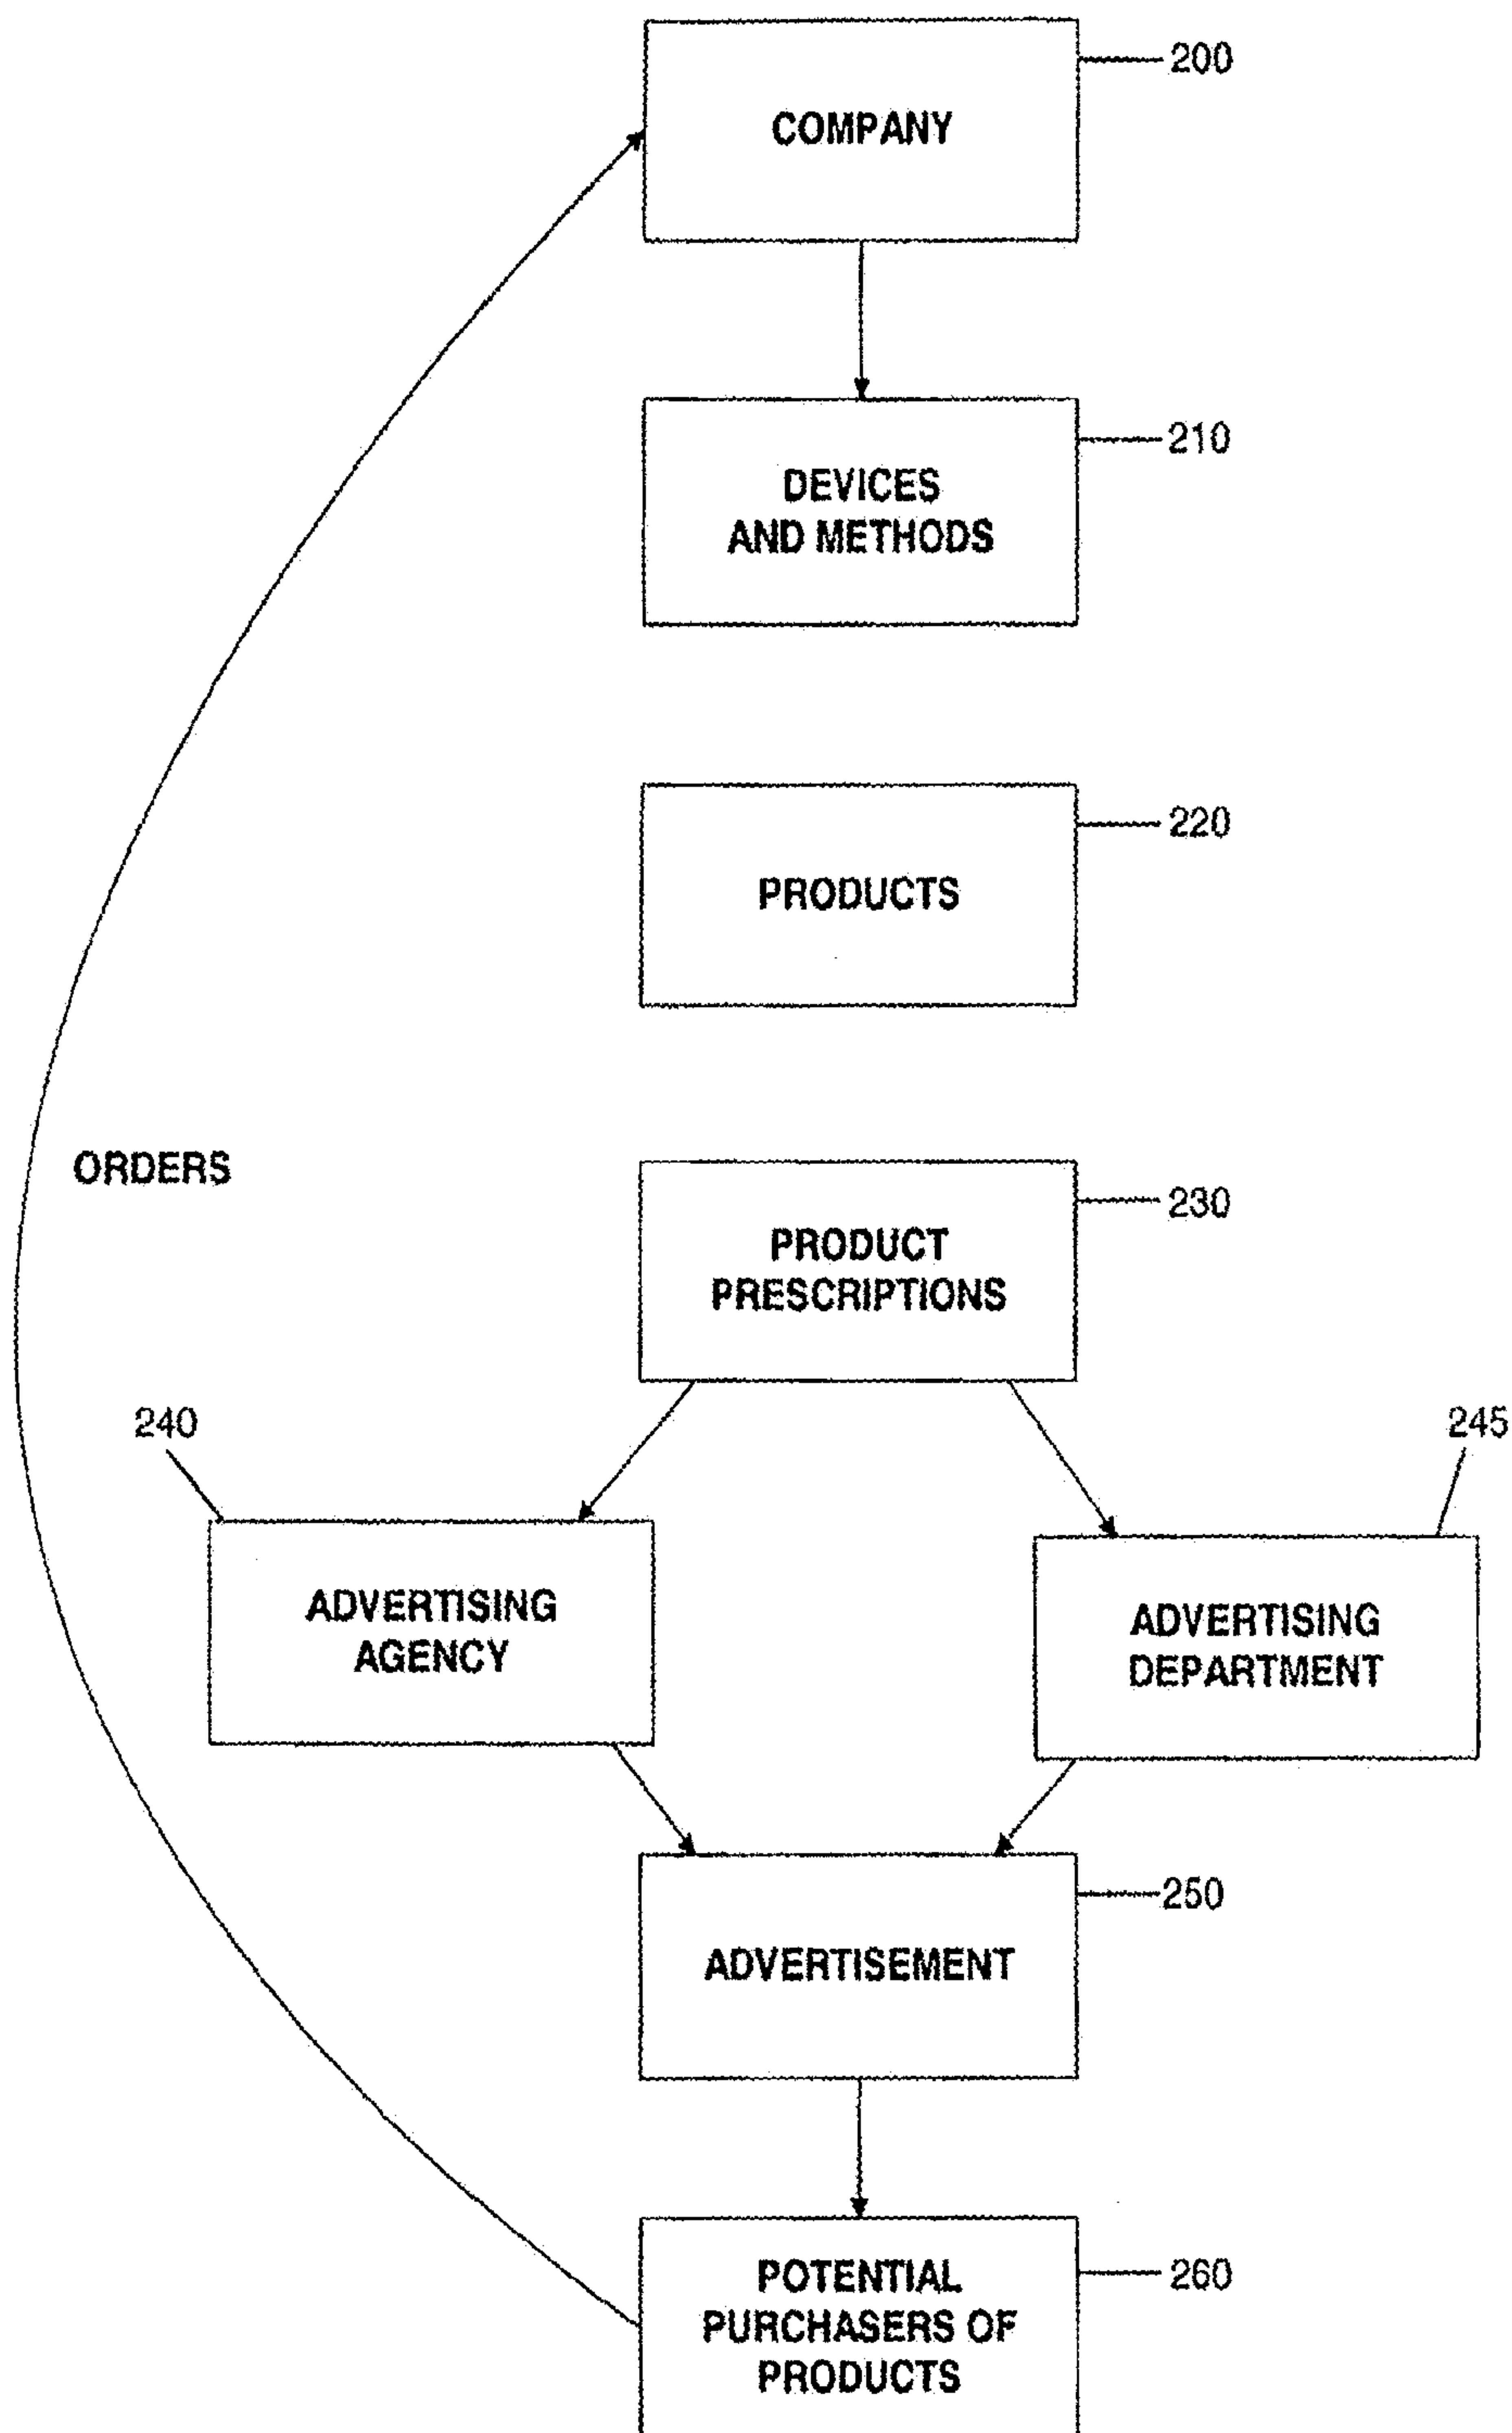 200
COMPANY
210
DEVICES
AND METHODS
220
PRODUCTS
ORDERS
230
PRODUCT
PRESCRIPTIONS
240
245
ADVERTISING
AGENCY
ADVERTISING
DEPARTMENT
250
ADVERTISEMENT
260
POTENTIAL
PURCHASERS OF
PRODUCTS